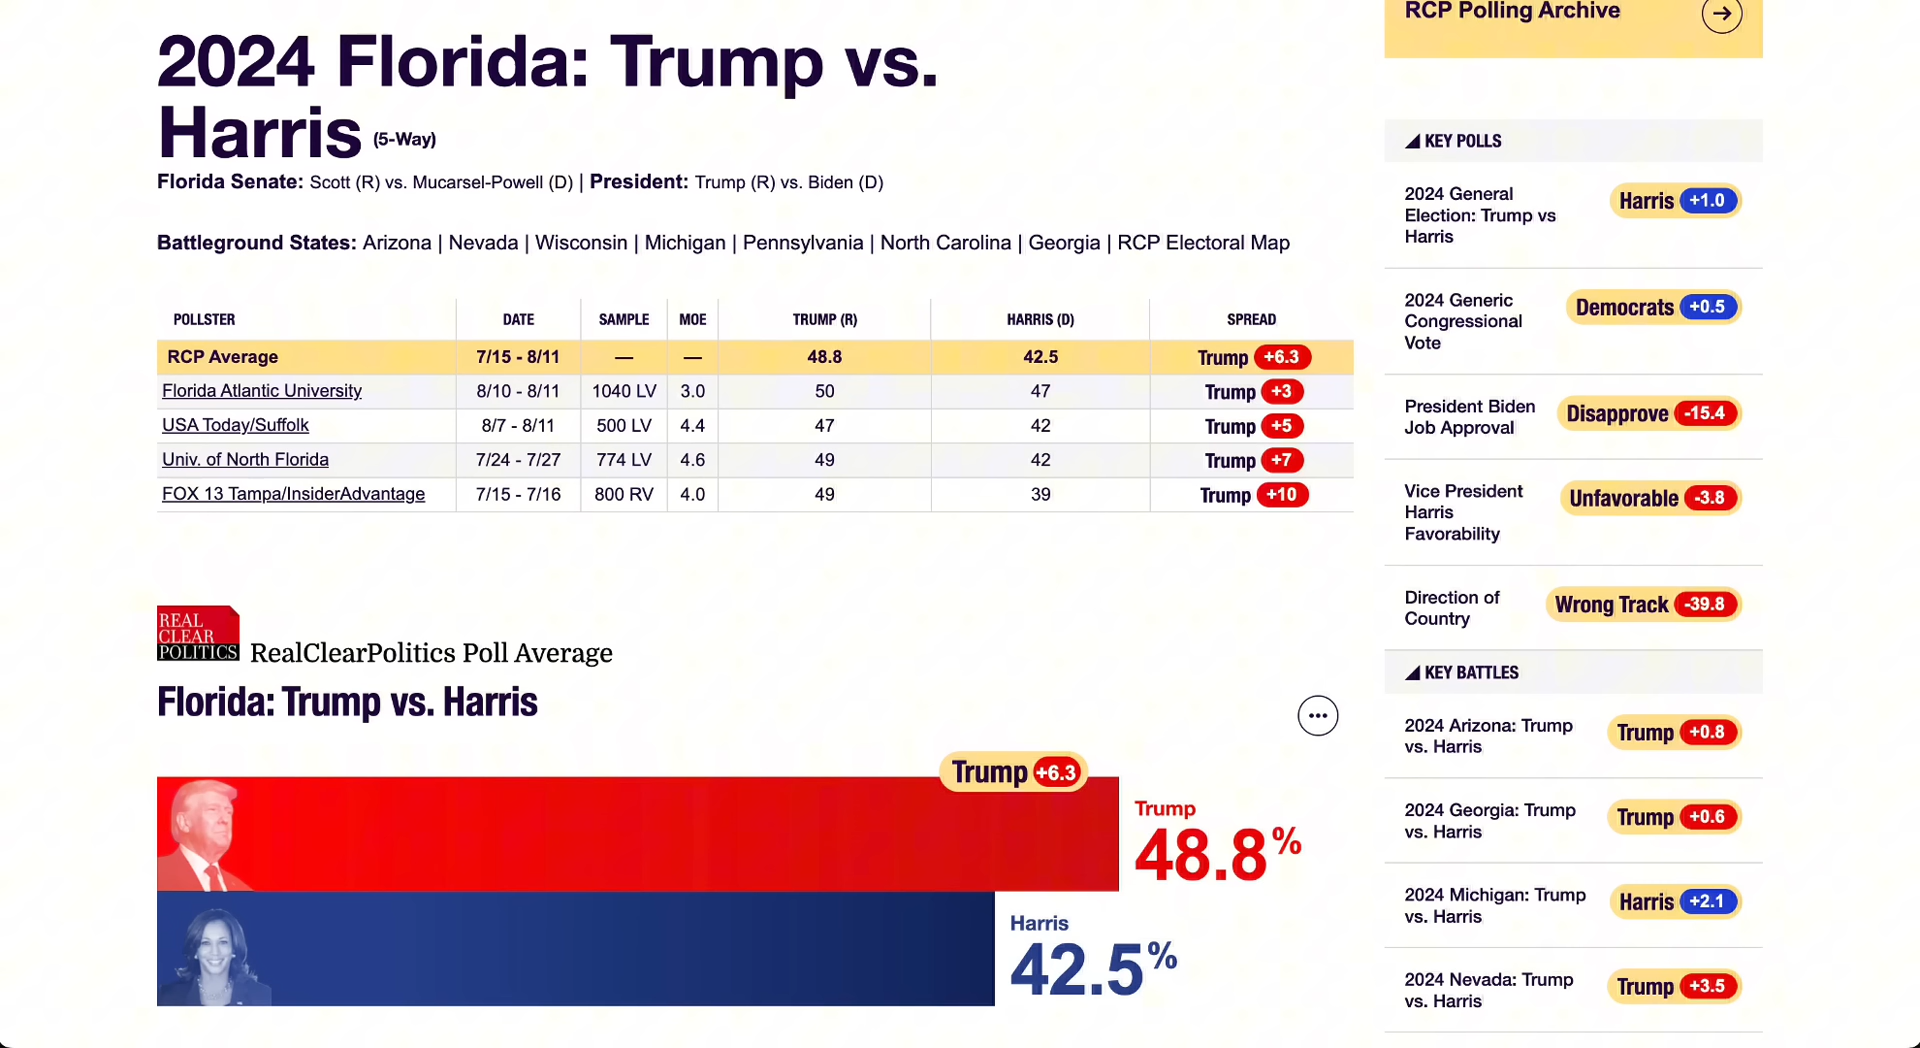 2024 Florida: Trump vs.
Harris (5-Way)
Florida Senate: Scott (R) vs. Mucarsel-Powell (D) | President: Trump (R) vs. Biden (D)
Battleground States: Arizona | Nevada | Wisconsin | Michigan | Pennsylvania | North Carolina | Georgia | RCP Electoral Map
POLLSTER DATE SAMPLE MOE TRUMP (R) HARRIS (D) SPREAD
RCP Average 7/15 - 8/11 — — 48.8 42.5 Trump +6.3
Florida Atlantic University 8/10 - 8/11 1040 LV 3.0 50 47 Trump +3
USA Today/Suffolk 8/7 - 8/11 500 LV 4.4 47 42 Trump +5
Univ. of North Florida 7/24 - 7/27 774 LV 4.6 49 42 Trump +7
FOX 13 Tampa/InsiderAdvantage 7/15 - 7/16 800 RV 4.0 49 39 Trump +10
REAL
CLEAR
POLITICS RealClearPolitics Poll Average
Florida: Trump vs. Harris
Trump +6.3
Trump
48.8%
Harris
42.5%
RCP Polling Archive
KEY POLLS
2024 General
Election: Trump vs
Harris
Harris +1.0
2024 Generic
Congressional
Vote
Democrats +0.5
President Biden
Job Approval
Disapprove -15.4
Vice President
Harris
Favorability
Unfavorable -3.8
Direction of
Country
Wrong Track -39.8
KEY BATTLES
2024 Arizona: Trump
vs. Harris
Trump +0.8
2024 Georgia: Trump
vs. Harris
Trump +0.6
2024 Michigan: Trump
vs. Harris
Harris +2.1
2024 Nevada: Trump
vs. Harris
Trump +3.5